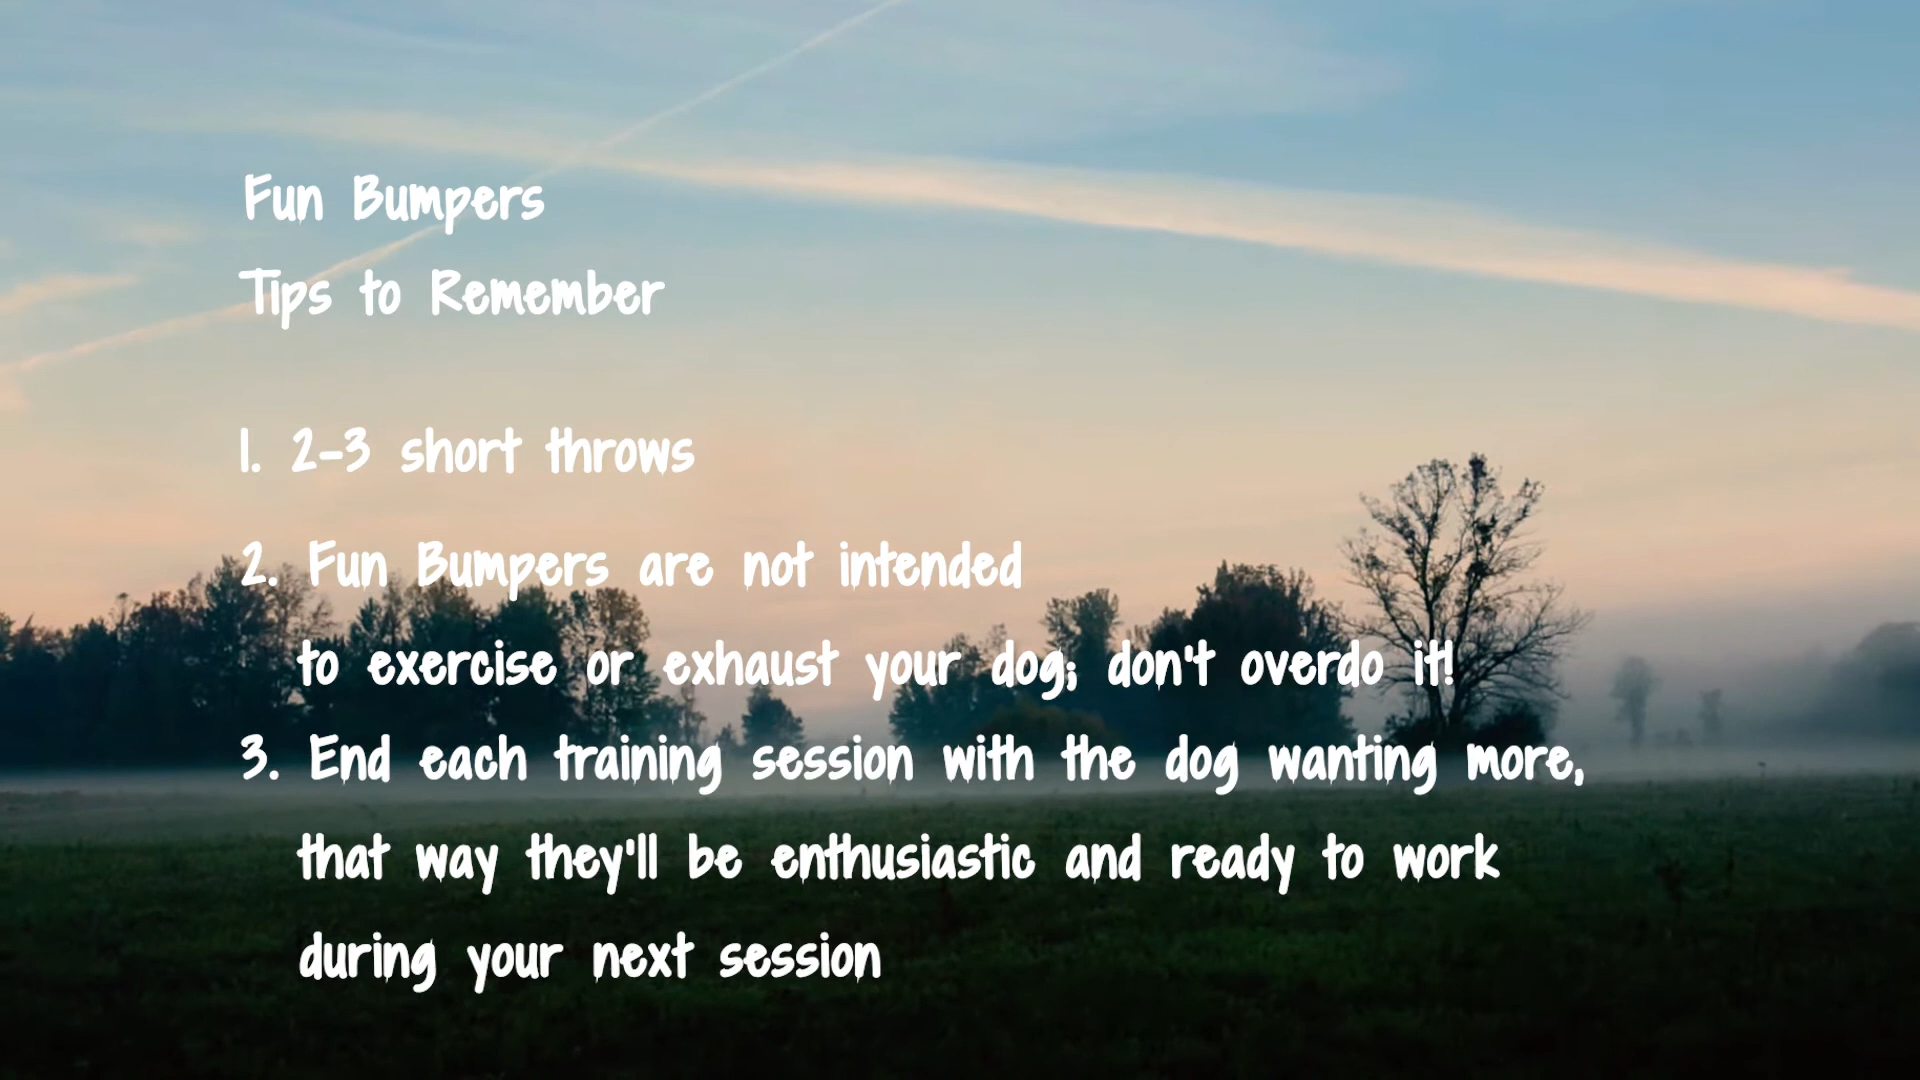 Fun Bumpers
Tips to Remember
1. 2-3 short throws
2. Fun Bumpers are not intended
to exercise or exhaust your dog; don't overdo it!
3. End each training session with the dog wanting more,
that way they'll be enthusiastic and ready to work
during your next session